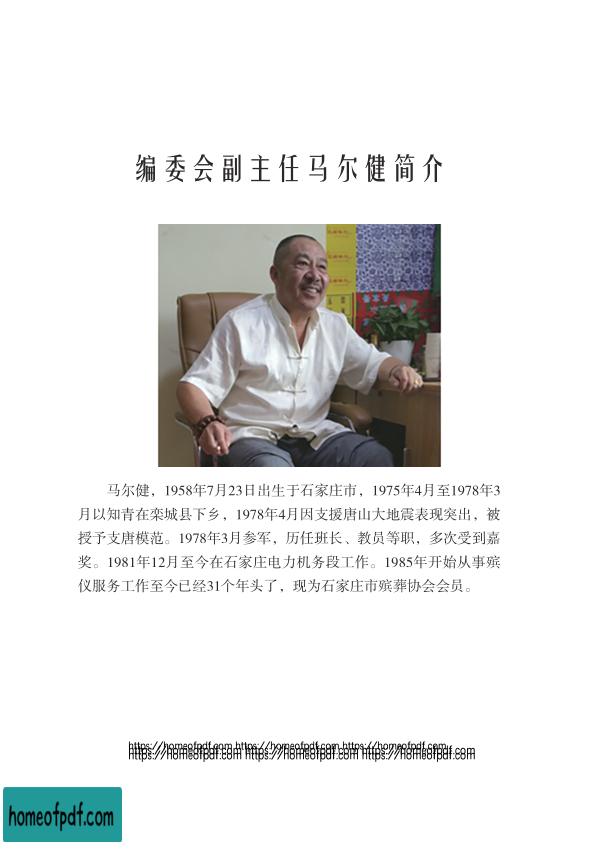 编委会副主任马尔健简介
马尔健，1958年7月23日出生于石家庄市，1975年4月至1978年3
月以知青在栾城县下乡，1978年4月因支援唐山大地震表现突出，被
授予支唐模范。1978年3月参军，历任班长、教员等职，多次受到嘉
奖。1981年12月至今在石家庄电力机务段工作。1985年开始从事殡
仪服务工作至今已经31个年头了，现为石家庄市殡葬协会会员。
https://homeofpdf.com https://homeofpdf.com https://homeofpdf.com
https://homeofpdf.com https://homeofpdf.com https://homeofpdf.com
homeofpdf.com